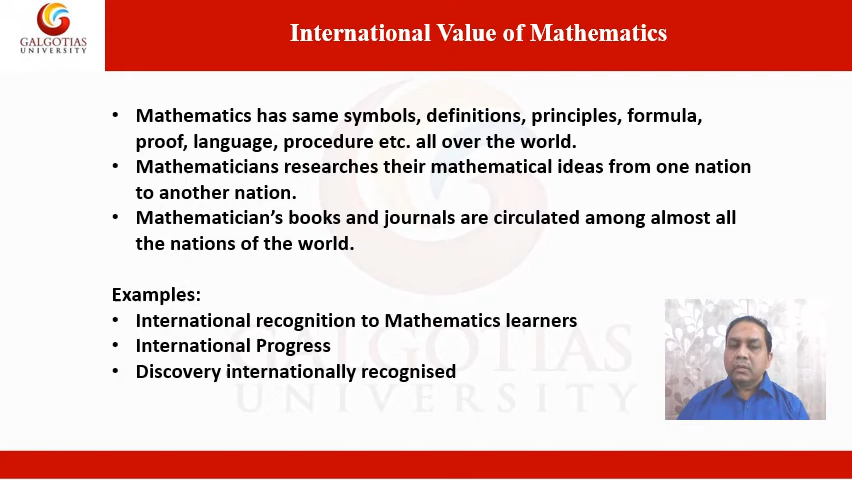 GALGOTIAS
UNIVERSITY
International Value of Mathematics
• Mathematics has same symbols, definitions, principles, formula,
proof, language, procedure etc. all over the world.
• Mathematicians researches their mathematical ideas from one nation
to another nation.
• Mathematician’s books and journals are circulated among almost all
the nations of the world.
Examples:
• International recognition to Mathematics learners
• International Progress
• Discovery internationally recognised
GALGOTIAS
UNIVERSITY